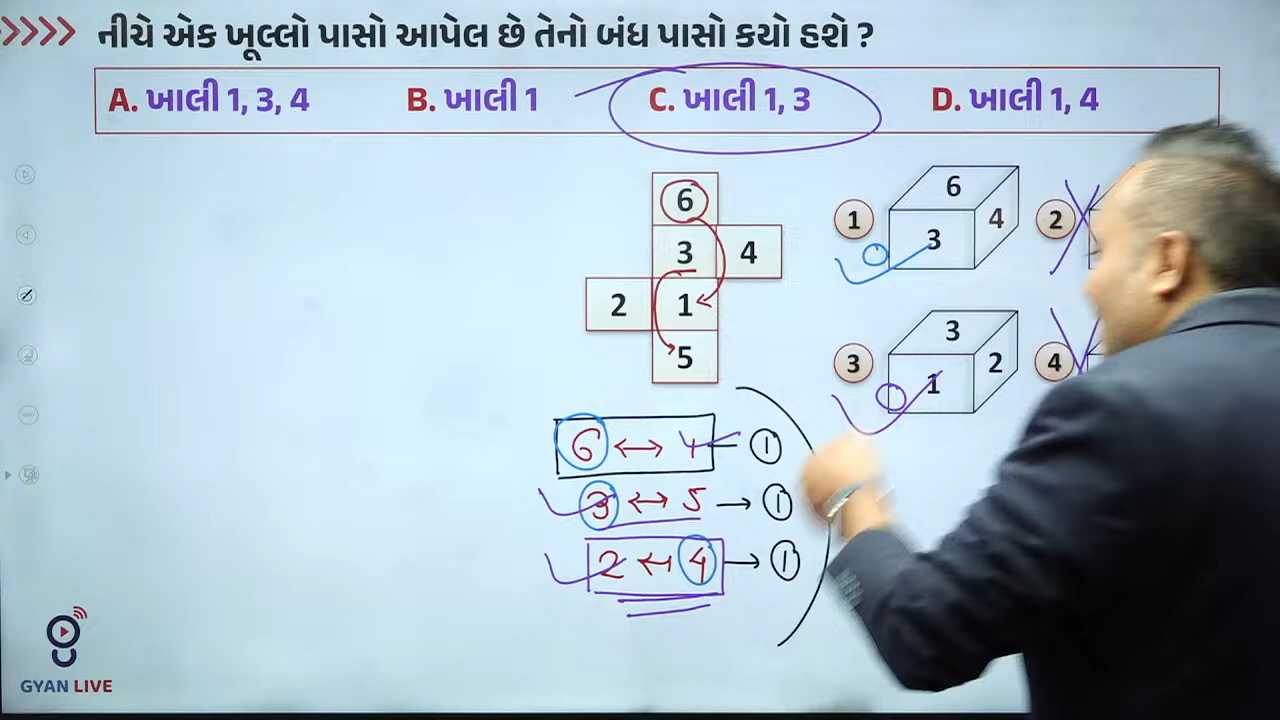 નીચે એક ખૂલ્લો પાસો આપેલ છે તેનો બંધ પાસો કયો હશે ?
A. ખાલી 1, 3, 4 B. ખાલી 1 C. ખાલી 1, 3 D. ખાલી 1, 4
6
3 4
2 1
5
1 6 3 4
2
3 3 1 2
4
6 ↔ 4 — 1
3 ↔ 5 → 1
2 ↔ 4 → 1
GYAN LIVE